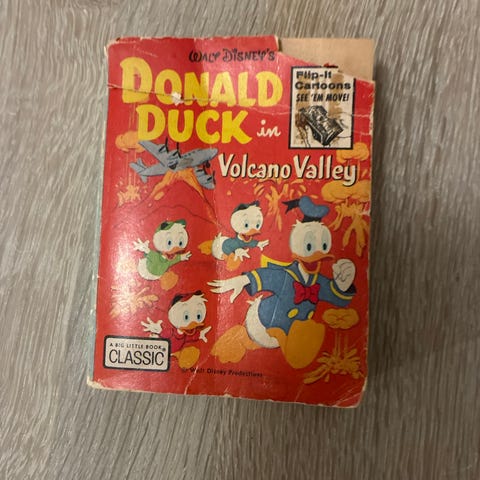 Walt Disney's
DONALD
DUCK in
Volcano Valley
Flip-It
Cartoons
SEE 'EM MOVE!
A BIG LITTLE BOOK®
CLASSIC
© Walt Disney Productions